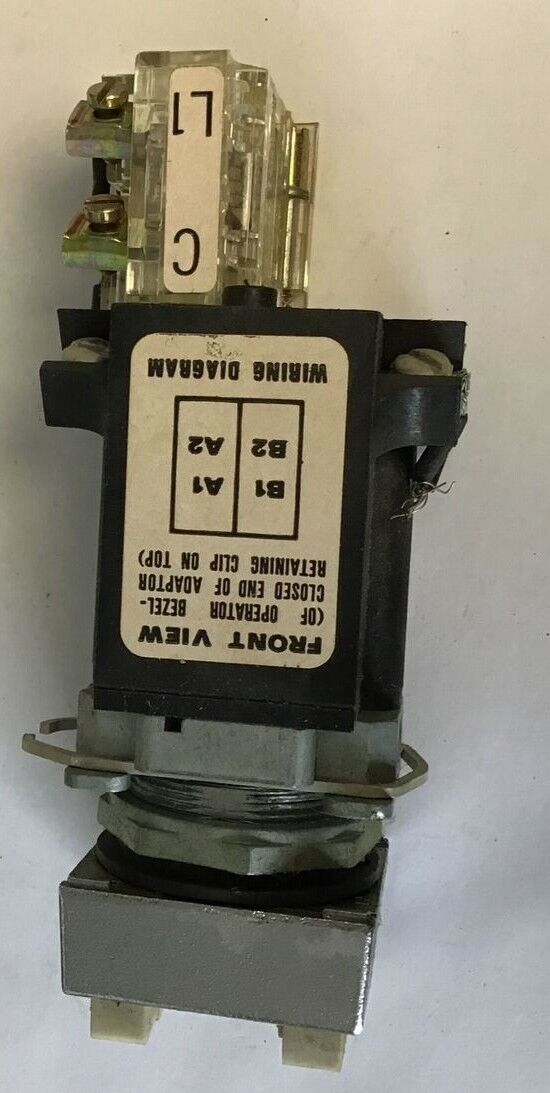 FRONT VIEW
(OF OPERATOR BEZEL-
CLOSED END OF ADAPTOR
RETAINING CLIP ON TOP)
B1 A1
B2 A2
WIRING DIAGRAM
C
L1